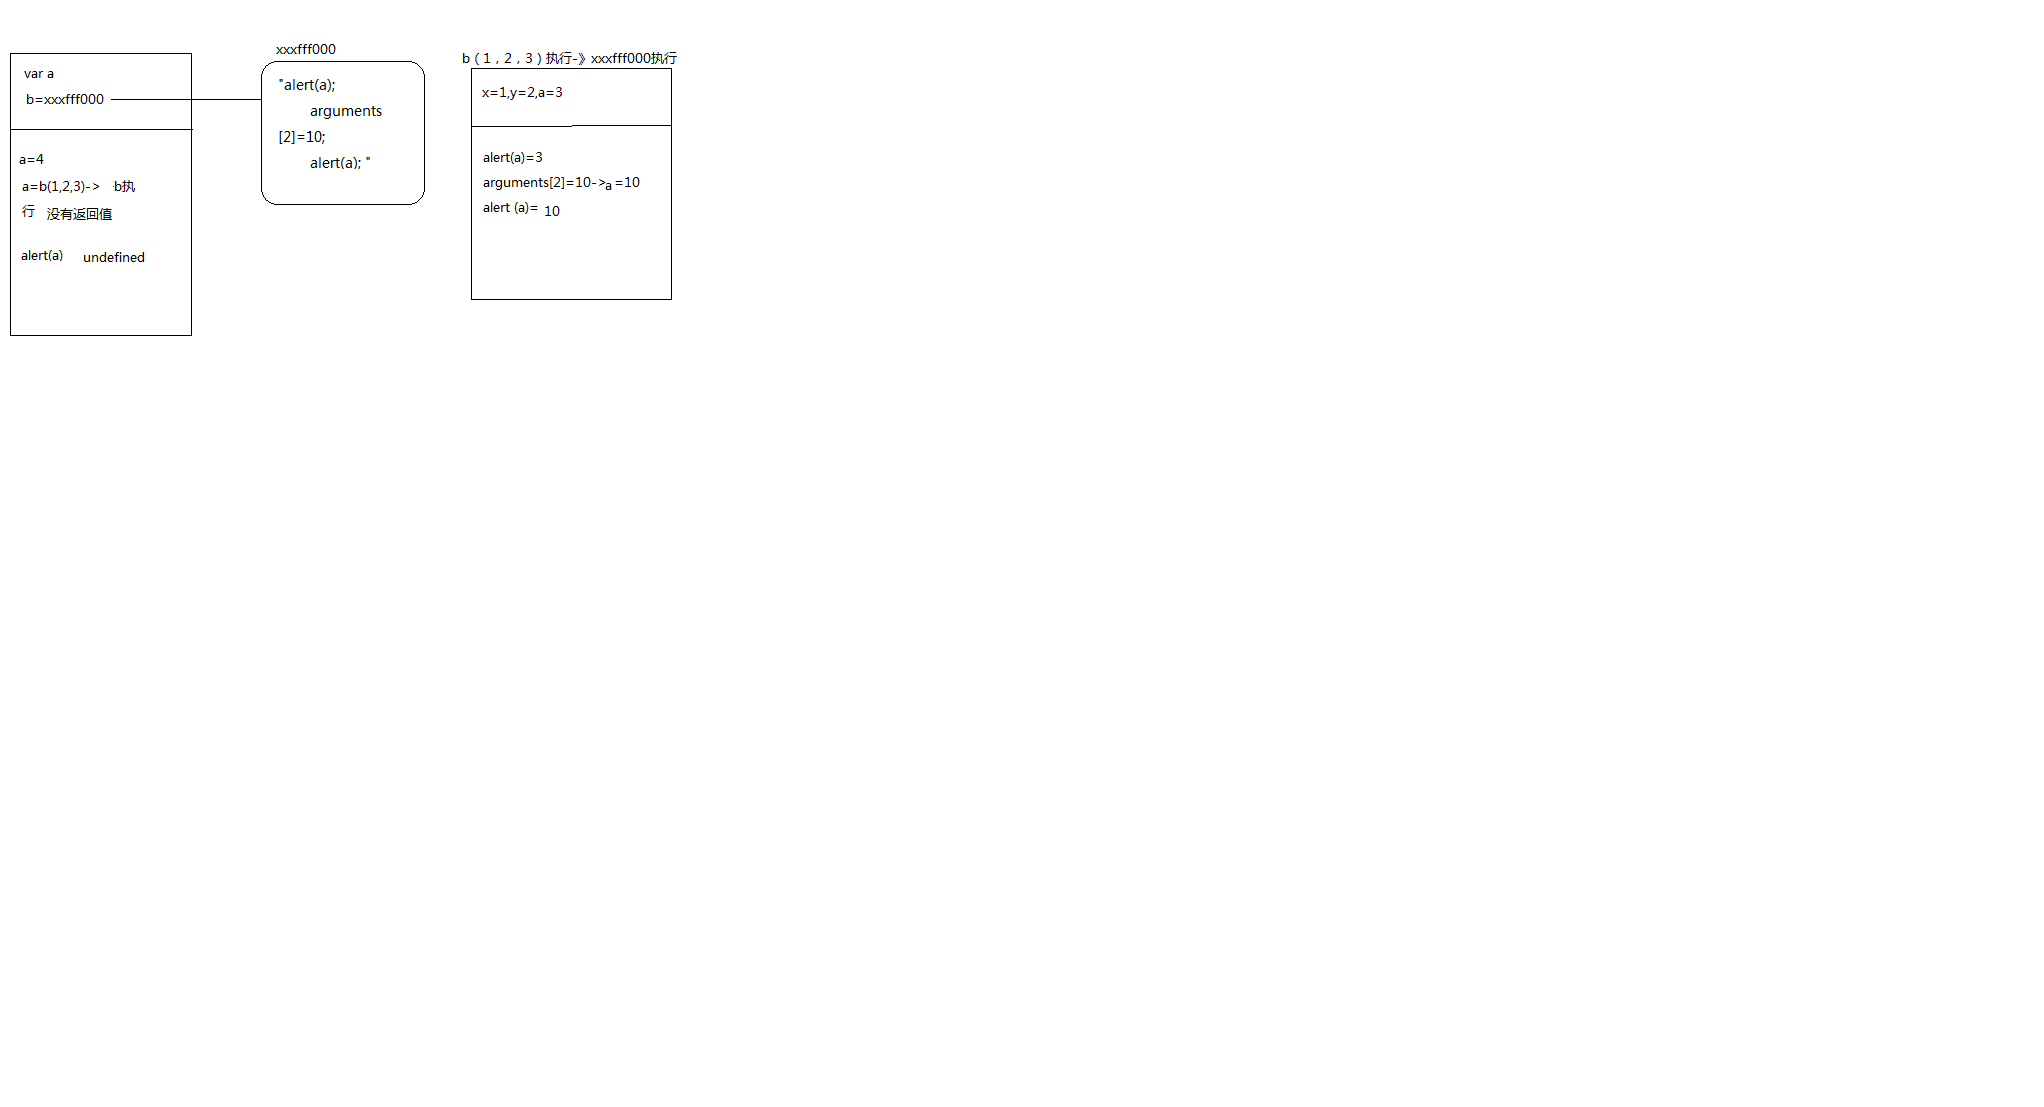 var a
b=xxxfff000
a=4
a=b(1,2,3)-> b执
行 没有返回值
alert(a) undefined
xxxfff000
"alert(a);
arguments
[2]=10;
alert(a); "
b（1，2，3）执行-》xxxfff000执行
x=1,y=2,a=3
alert(a)=3
arguments[2]=10->a =10
alert (a)= 10